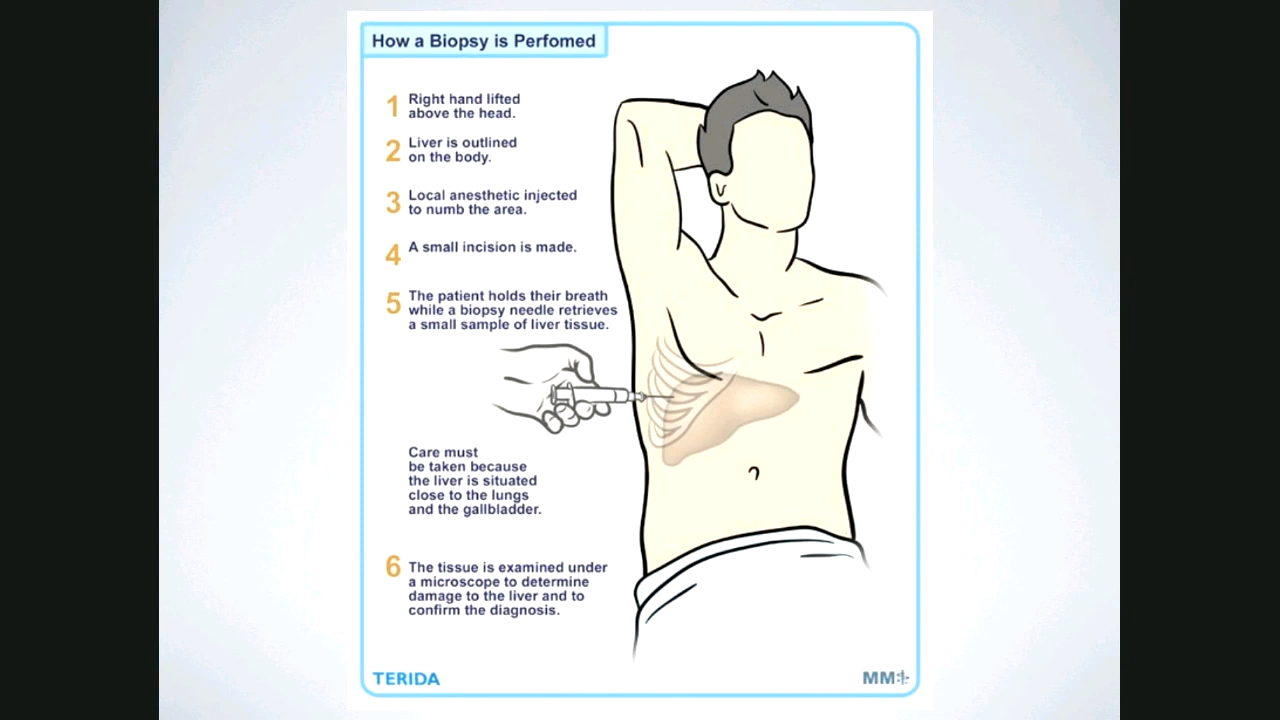 How a Biopsy is Perfomed
1 Right hand lifted
above the head.
2 Liver is outlined
on the body.
3 Local anesthetic injected
to numb the area.
4 A small incision is made.
5 The patient holds their breath
while a biopsy needle retrieves
a small sample of liver tissue.
Care must
be taken because
the liver is situated
close to the lungs
and the gallbladder.
6 The tissue is examined under
a microscope to determine
damage to the liver and to
confirm the diagnosis.
TERIDA
MM